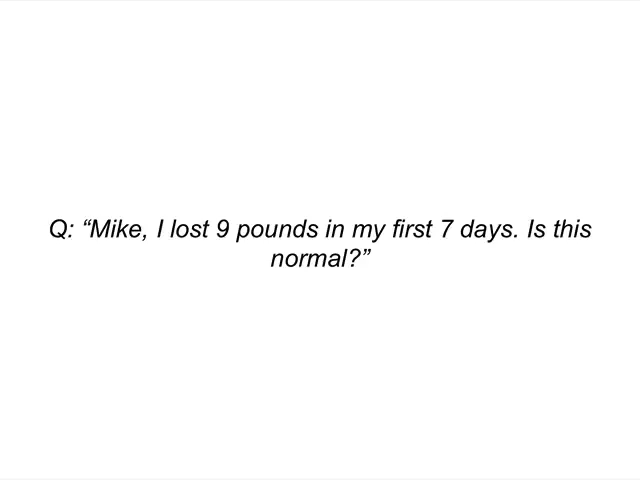 Q: “Mike, I lost 9 pounds in my first 7 days. Is this
normal?”